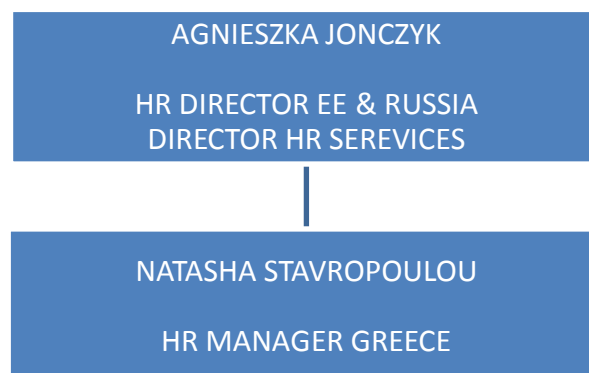 AGNIESZKA JONCZYK
HR DIRECTOR EE & RUSSIA
DIRECTOR HR SEREVICES
NATASHA STAVROPOULOU
HR MANAGER GREECE